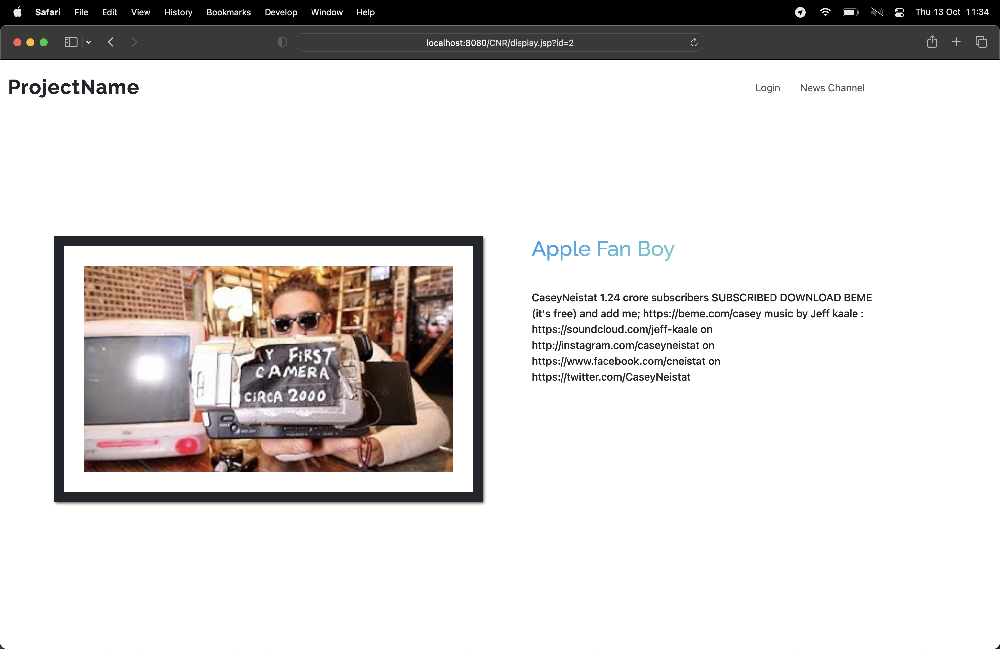 Safari File Edit View History Bookmarks Develop Window Help Thu 13 Oct 11:34
localhost:8080/CNR/display.jsp?id=2
ProjectName Login News Channel
Apple Fan Boy
CaseyNeistat 1.24 crore subscribers SUBSCRIBED DOWNLOAD BEME
(it's free) and add me; https://beme.com/casey music by Jeff kaale :
https://soundcloud.com/jeff-kaale on
http://instagram.com/caseyneistat on
https://www.facebook.com/cneistat on
https://twitter.com/CaseyNeistat
FiRST
CAMERA
CiRCA 2000